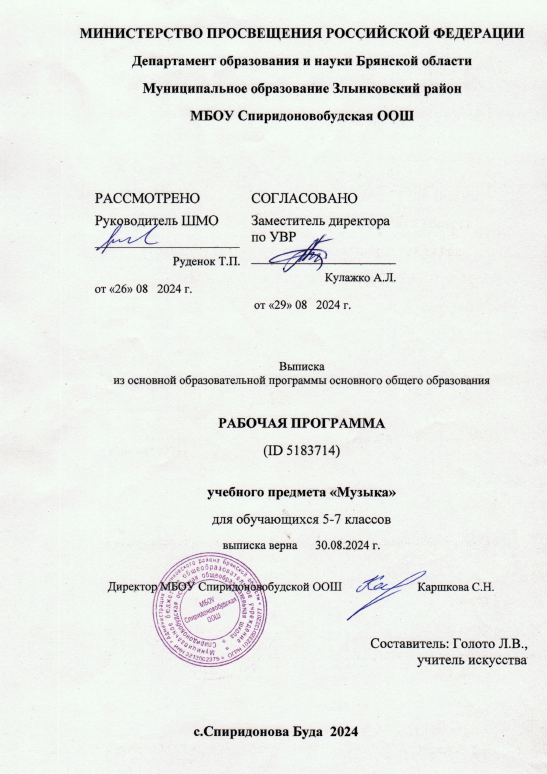 МИНИСТЕРСТВО ПРОСВЕЩЕНИЯ РОССИЙСКОЙ ФЕДЕРАЦИИ
Департамент образования и науки Брянской области
Муниципальное образование Злынковский район
МБОУ Спиридоновобудская ООШ
РАССМОТРЕНО
Руководитель ШМО
Руденок Т.П.
от «26» 08 2024 г.
СОГЛАСОВАНО
Заместитель директора
по УВР
Кулажко А.Л.
от «29» 08 2024 г.
Выписка
из основной образовательной программы основного общего образования
РАБОЧАЯ ПРОГРАММА
(ID 5183714)
учебного предмета «Музыка»
для обучающихся 5-7 классов
выписка верна 30.08.2024 г.
Директор МБОУ Спиридоновобудской ООШ Каршкова С.Н.
МБОУ
Спиридоновобудская
ООШ
Составитель: Голото Л.В.,
учитель искусства
с.Спиридонова Буда 2024